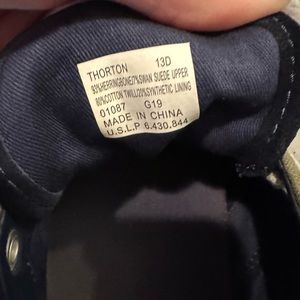 THORTON 13D
93%HERRINGBONE/7%SWAN SUEDE UPPER
80%COTTON TWILL/20%SYNTHETIC LINING
01087 G19
MADE IN CHINA
U.S.L.P 6.430.844